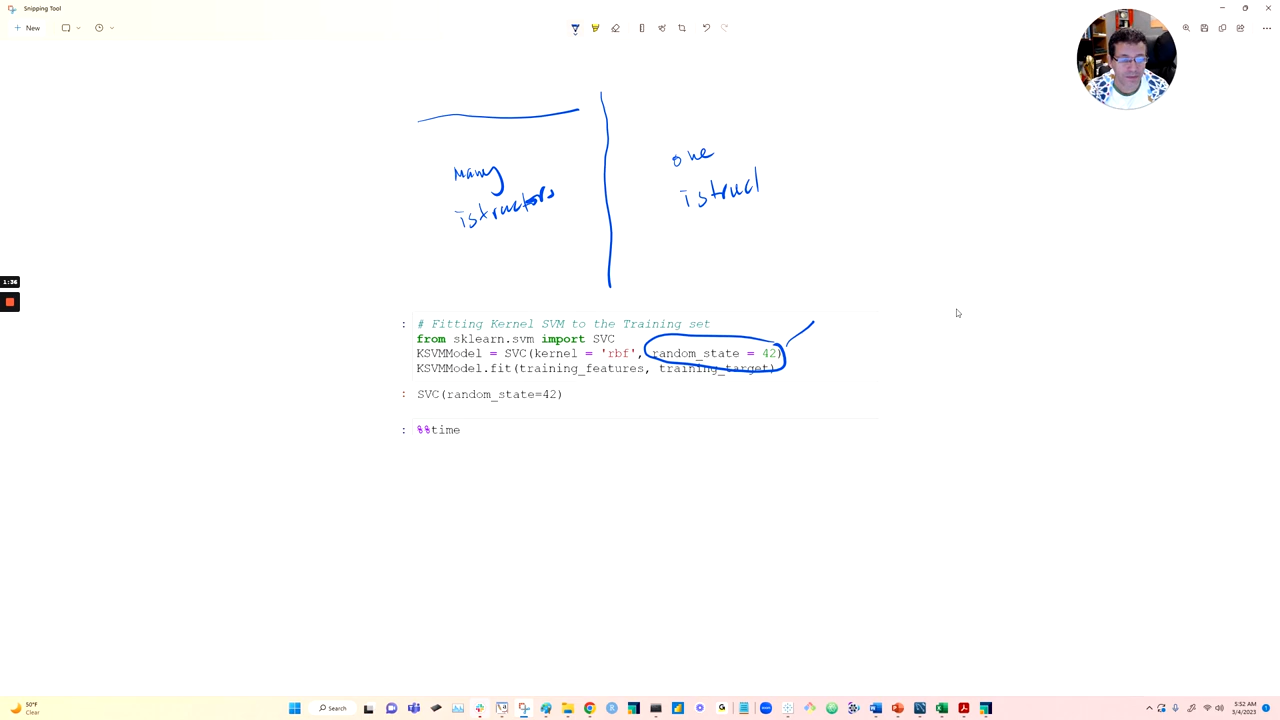 Snipping Tool
New
many
istructors
one
istruct
1:36
: # Fitting Kernel SVM to the Training set
from sklearn.svm import SVC
KSVMModel = SVC(kernel = 'rbf', random_state = 42)
KSVMModel.fit(training_features, training_target)
: SVC(random_state=42)
: %%time
50°F
Clear
Search
5:52 AM
5/4/2023